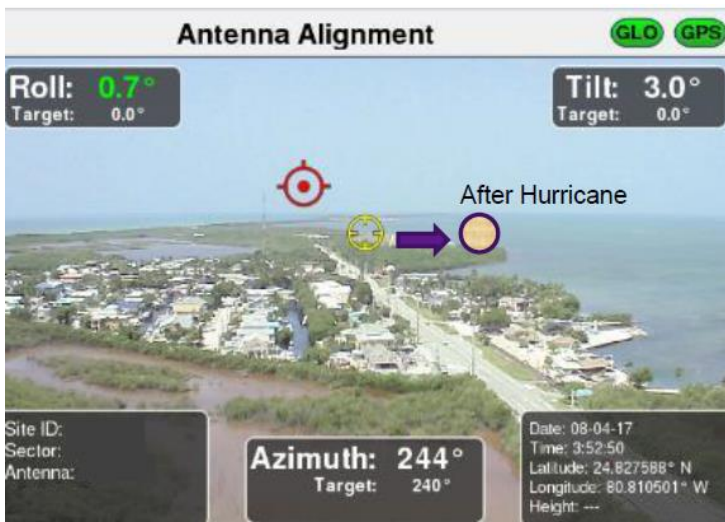 Antenna Alignment
GLO GPS
Roll: 0.7°
Target: 0.0°
Tilt: 3.0°
Target: 0.0°
After Hurricane
Site ID:
Sector:
Antenna:
Azimuth: 244°
Target: 240°
Date: 08-04-17
Time: 3:52:50
Latitude: 24.827588° N
Longitude: 80.810501° W
Height: ---